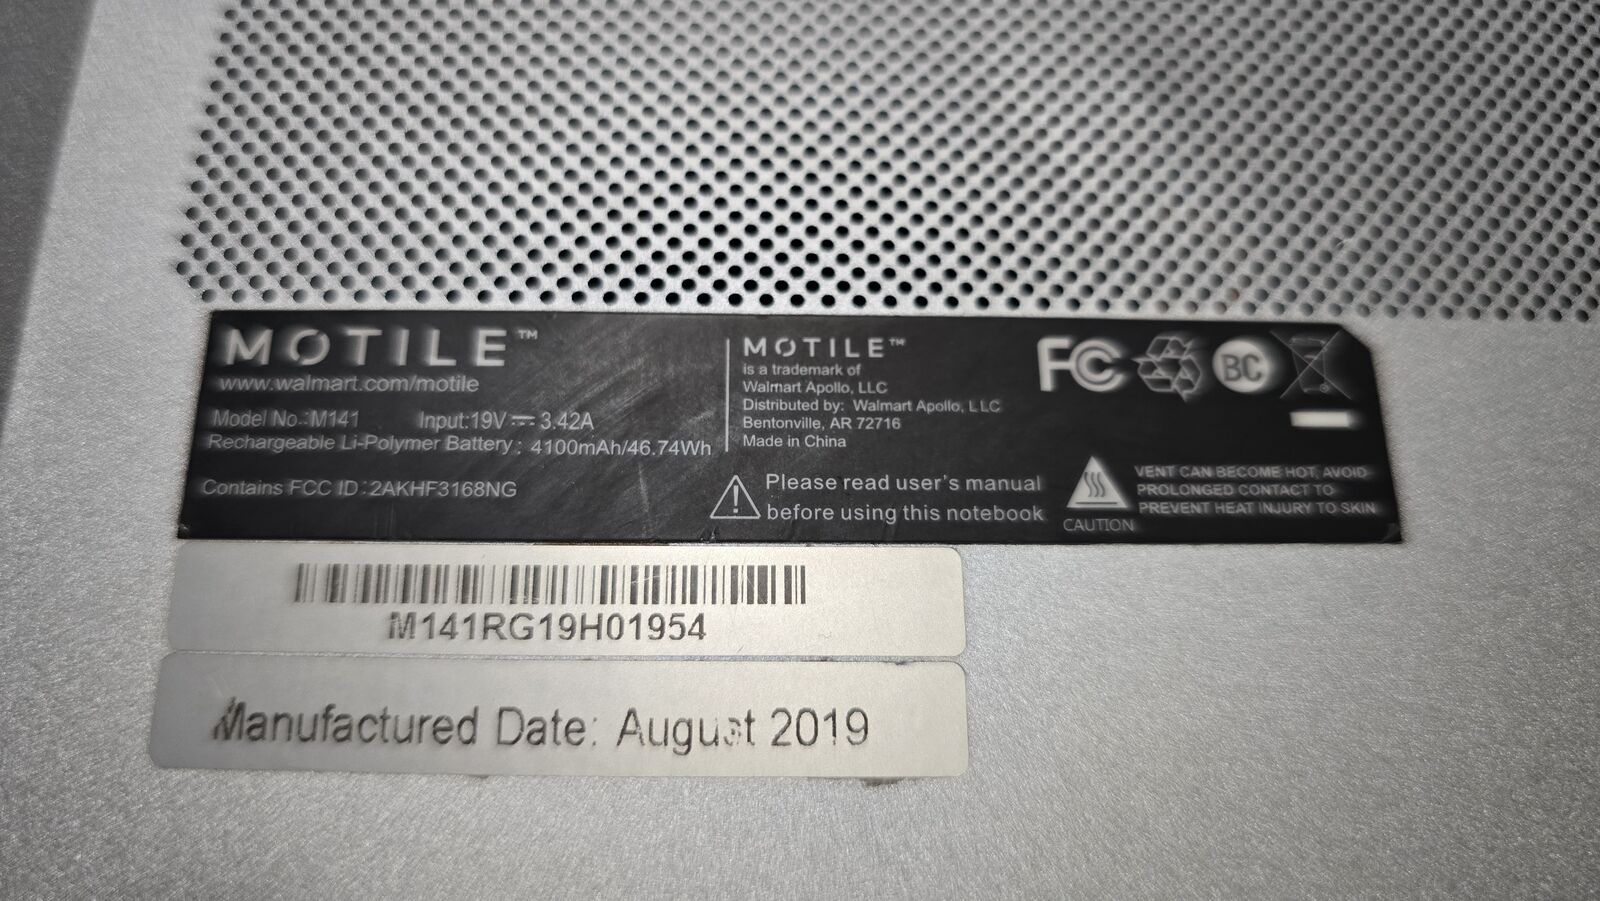 MOTILE™
www.walmart.com/motile
Model No.:M141 Input:19V⎓3.42A
Rechargeable Li-Polymer Battery: 4100mAh/46.74Wh
Contains FCC ID:2AKHF3168NG
MOTILE™
is a trademark of
Walmart Apollo, LLC
Distributed by: Walmart Apollo, LLC
Bentonville, AR 72716
Made in China
Please read user's manual
before using this notebook
FC BC
VENT CAN BECOME HOT, AVOID
PROLONGED CONTACT TO
PREVENT HEAT INJURY TO SKIN
CAUTION
M141RG19H01954
Manufactured Date: August 2019